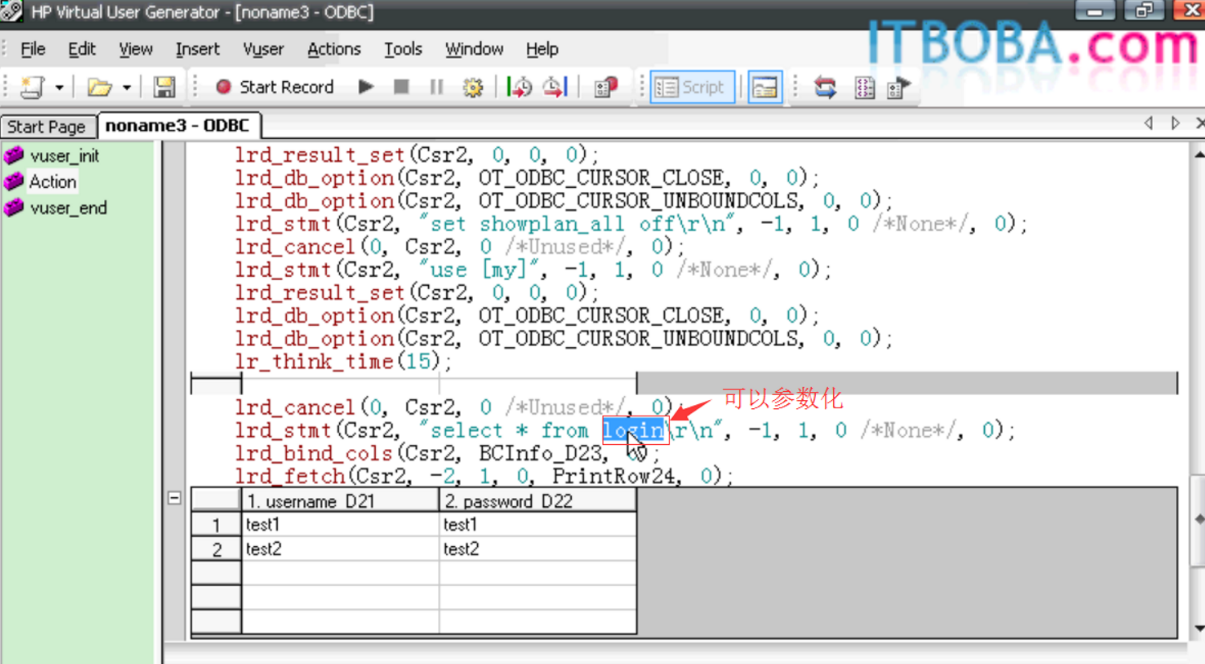 HP Virtual User Generator - [noname3 - ODBC]
ITBOBA.com
File Edit View Insert Vuser Actions Tools Window Help
Start Record Script
Start Page noname3 - ODBC
vuser_init
Action
vuser_end
lrd_result_set(Csr2, 0, 0, 0);
lrd_db_option(Csr2, OT_ODBC_CURSOR_CLOSE, 0, 0);
lrd_db_option(Csr2, OT_ODBC_CURSOR_UNBOUNDCOLS, 0, 0);
lrd_stmt(Csr2, "set showplan_all off\r\n", -1, 1, 0 /*None*/, 0);
lrd_cancel(0, Csr2, 0 /*Unused*/, 0);
lrd_stmt(Csr2, "use [my]", -1, 1, 0 /*None*/, 0);
lrd_result_set(Csr2, 0, 0, 0);
lrd_db_option(Csr2, OT_ODBC_CURSOR_CLOSE, 0, 0);
lrd_db_option(Csr2, OT_ODBC_CURSOR_UNBOUNDCOLS, 0, 0);
lr_think_time(15);
可以参数化
lrd_cancel(0, Csr2, 0 /*Unused*/, 0);
lrd_stmt(Csr2, "select * from login\r\n", -1, 1, 0 /*None*/, 0);
lrd_bind_cols(Csr2, BCInfo_D23, 0);
lrd_fetch(Csr2, -2, 1, 0, PrintRow24, 0);
1. username D21 2. password D22
1 test1 test1
2 test2 test2